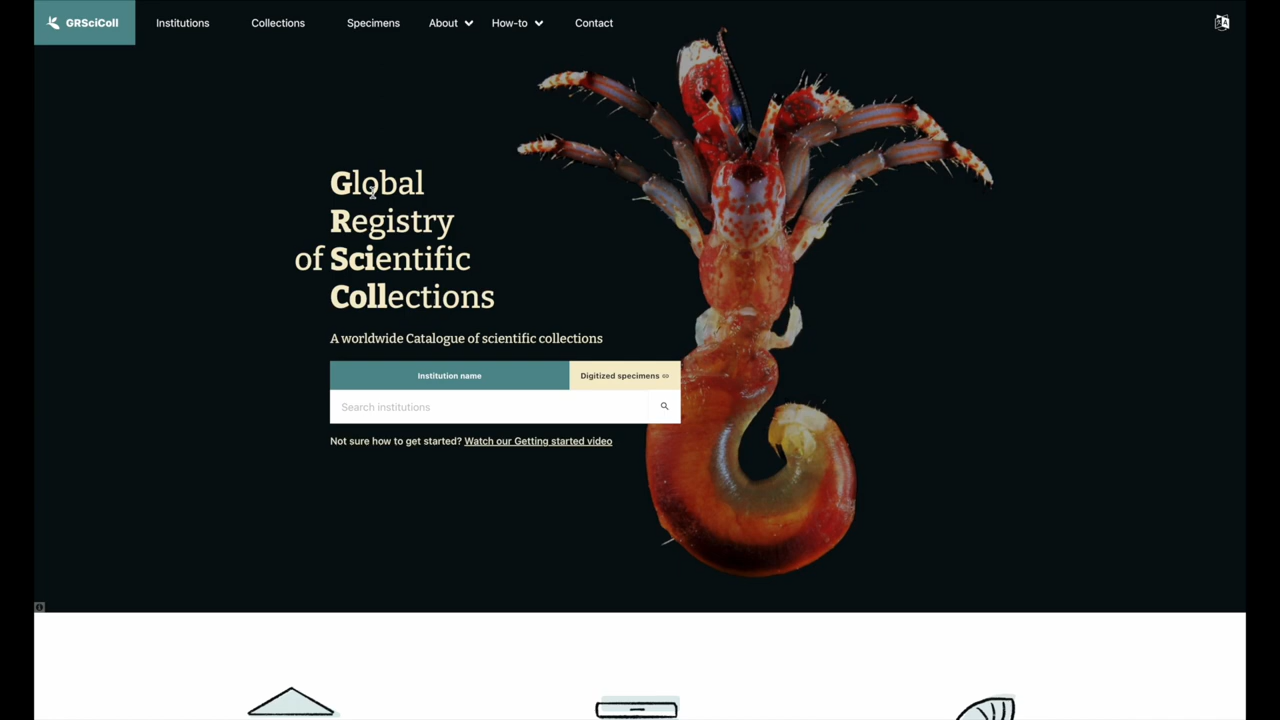 GRSciColl
Institutions
Collections
Specimens
About
How-to
Contact
Global
Registry
of Scientific
Collections
A worldwide Catalogue of scientific collections
Institution name
Digitized specimens
Search institutions
Not sure how to get started? Watch our Getting started video